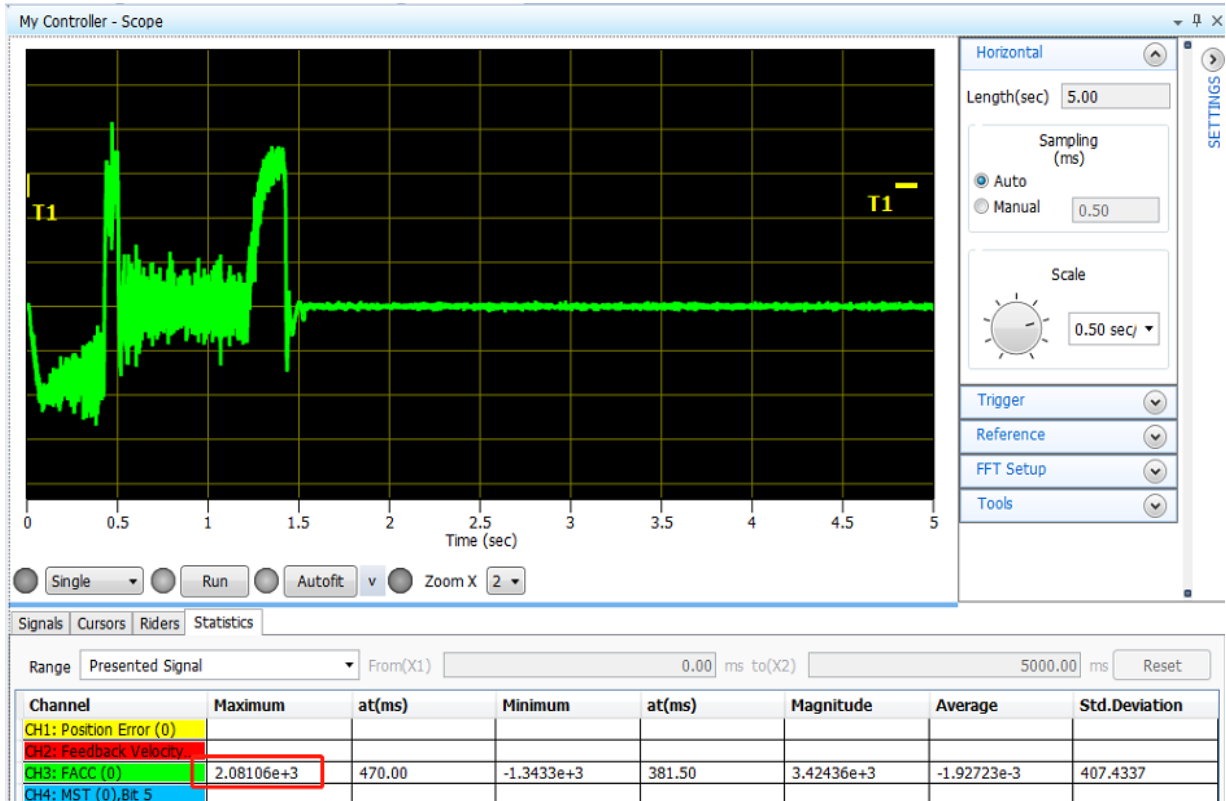 My Controller - Scope
T1
T1
0 0.5 1 1.5 2 2.5 3 3.5 4 4.5 5
Time (sec)
Horizontal
Length(sec) 5.00
Sampling
(ms)
Auto
Manual 0.50
Scale
0.50 sec/
Trigger
Reference
FFT Setup
Tools
SETTINGS
Single Run Autofit v Zoom X 2
Signals Cursors Riders Statistics
Range Presented Signal From(X1) 0.00 ms to(X2) 5000.00 ms Reset
Channel Maximum at(ms) Minimum at(ms) Magnitude Average Std.Deviation
CH1: Position Error (0)
CH2: Feedback Velocity..
CH3: FACC (0) 2.08106e+3 470.00 -1.3433e+3 381.50 3.42436e+3 -1.92723e-3 407.4337
CH4: MST (0),Bit 5